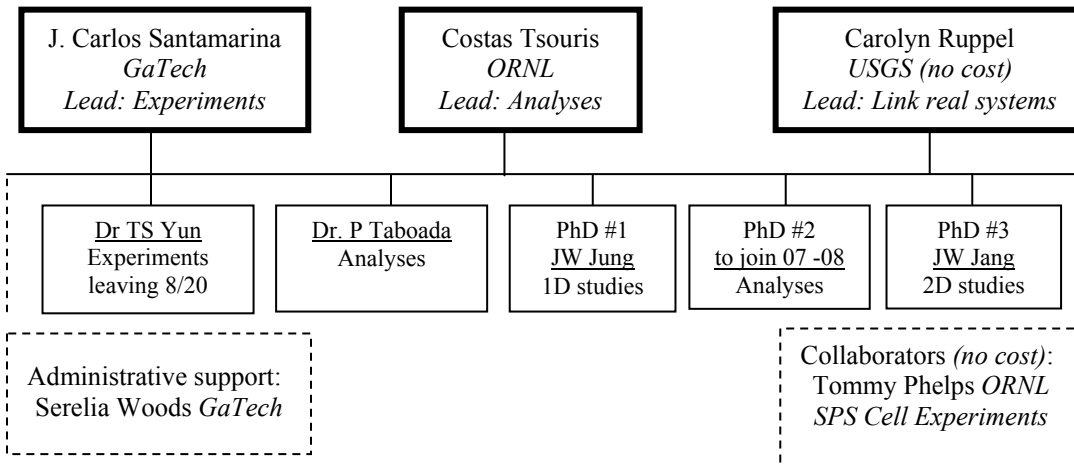 J. Carlos Santamarina
GaTech
Lead: Experiments
Costas Tsouris
ORNL
Lead: Analyses
Carolyn Ruppel
USGS (no cost)
Lead: Link real systems
Dr TS Yun
Experiments
leaving 8/20
Dr. P Taboada
Analyses
PhD #1
JW Jung
1D studies
PhD #2
to join 07 -08
Analyses
PhD #3
JW Jang
2D studies
Administrative support:
Serelia Woods GaTech
Collaborators (no cost):
Tommy Phelps ORNL
SPS Cell Experiments